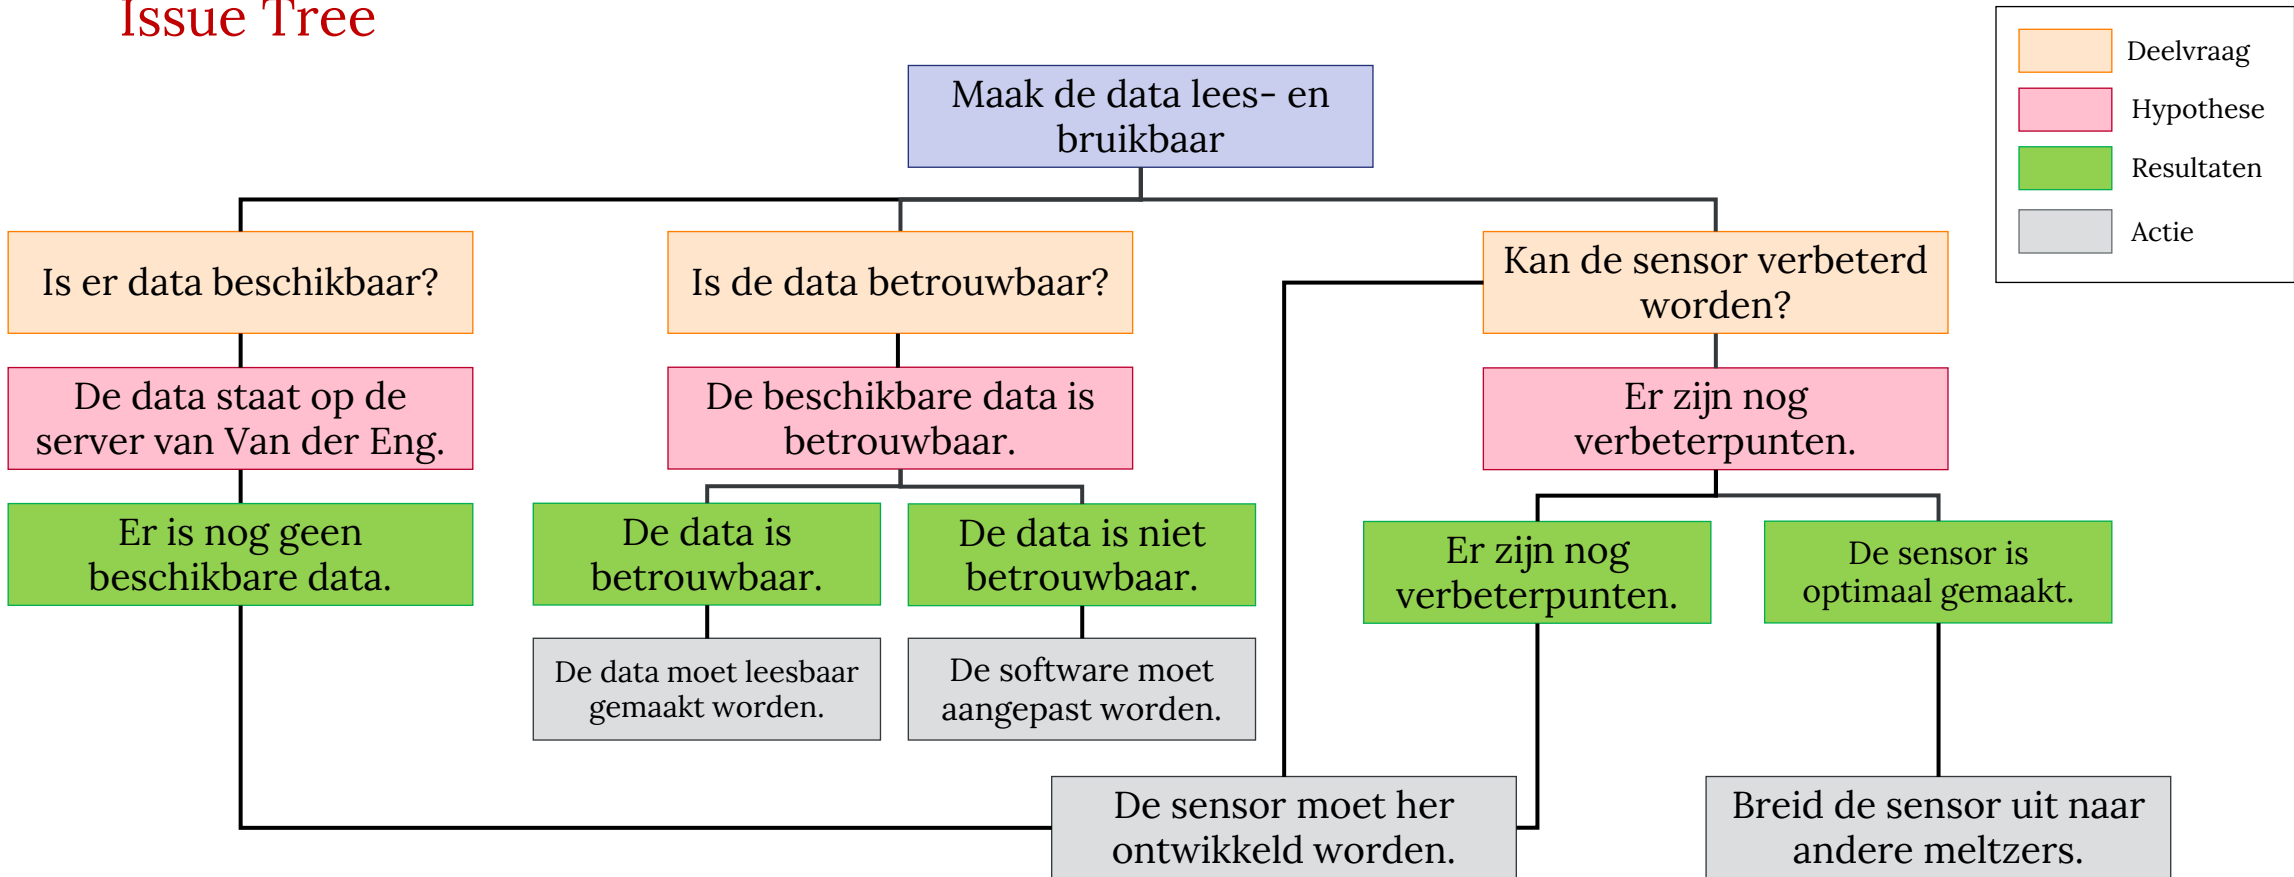 Issue Tree
Deelvraag
Hypothese
Resultaten
Actie
Maak de data lees- en
bruikbaar
Is er data beschikbaar?
Is de data betrouwbaar?
Kan de sensor verbeterd
worden?
De data staat op de
server van Van der Eng.
De beschikbare data is
betrouwbaar.
Er zijn nog
verbeterpunten.
Er is nog geen
beschikbare data.
De data is
betrouwbaar.
De data is niet
betrouwbaar.
Er zijn nog
verbeterpunten.
De sensor is
optimaal gemaakt.
De data moet leesbaar
gemaakt worden.
De software moet
aangepast worden.
De sensor moet her
ontwikkeld worden.
Breid de sensor uit naar
andere meltzers.